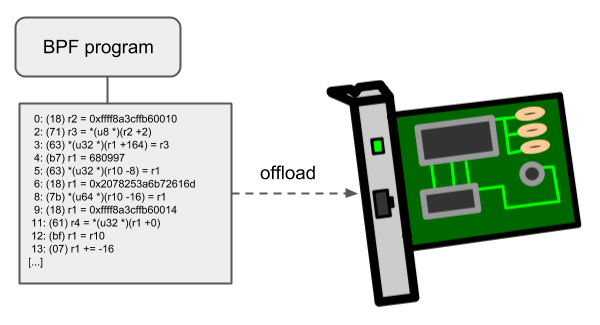 BPF program
0: (18) r2 = 0xffff8a3cffb60010
2: (71) r3 = *(u8 *)(r2 +2)
3: (63) *(u32 *)(r1 +164) = r3
4: (b7) r1 = 680997
5: (63) *(u32 *)(r10 -8) = r1
6: (18) r1 = 0x2078253a6b72616d
8: (7b) *(u64 *)(r10 -16) = r1
9: (18) r1 = 0xffff8a3cffb60014
11: (61) r4 = *(u32 *)(r1 +0)
12: (bf) r1 = r10
13: (07) r1 += -16
[...]
offload